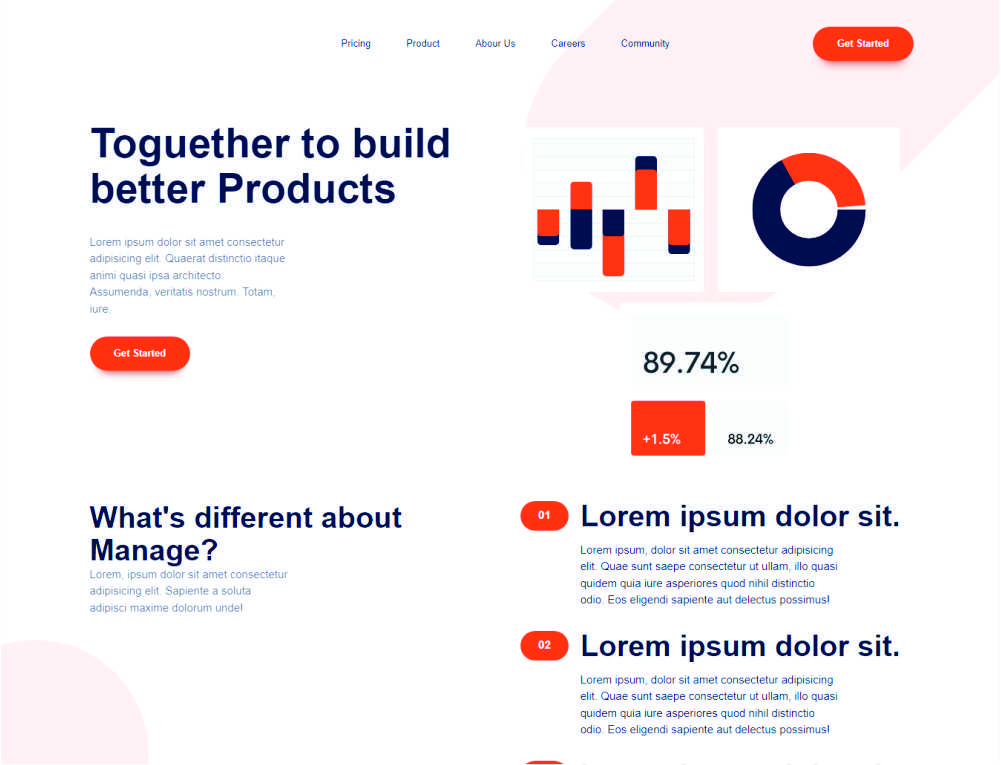 Pricing Product Abour Us Careers Community Get Started
Toguether to build
better Products
Lorem ipsum dolor sit amet consectetur
adipisicing elit. Quaerat distinctio itaque
animi quasi ipsa architecto.
Assumenda, veritatis nostrum. Totam,
iure.
Get Started
89.74%
+1.5% 88.24%
What's different about
Manage?
Lorem, ipsum dolor sit amet consectetur
adipisicing elit. Sapiente a soluta
adipisci maxime dolorum unde!
01 Lorem ipsum dolor sit.
Lorem ipsum, dolor sit amet consectetur adipisicing
elit. Quae sunt saepe consectetur ut ullam, illo quasi
quidem quia iure asperiores quod nihil distinctio
odio. Eos eligendi sapiente aut delectus possimus!
02 Lorem ipsum dolor sit.
Lorem ipsum, dolor sit amet consectetur adipisicing
elit. Quae sunt saepe consectetur ut ullam, illo quasi
quidem quia iure asperiores quod nihil distinctio
odio. Eos eligendi sapiente aut delectus possimus!